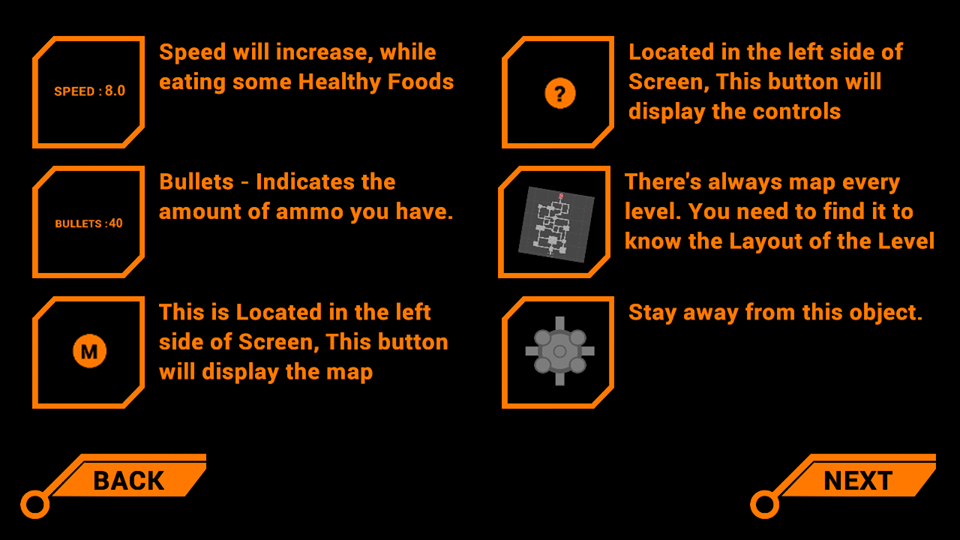 SPEED : 8.0
Speed will increase, while
eating some Healthy Foods
BULLETS : 40
Bullets - Indicates the
amount of ammo you have.
M
This is Located in the left
side of Screen, This button
will display the map
?
Located in the left side of
Screen, This button will
display the controls
There's always map every
level. You need to find it to
know the Layout of the Level
Stay away from this object.
BACK
NEXT